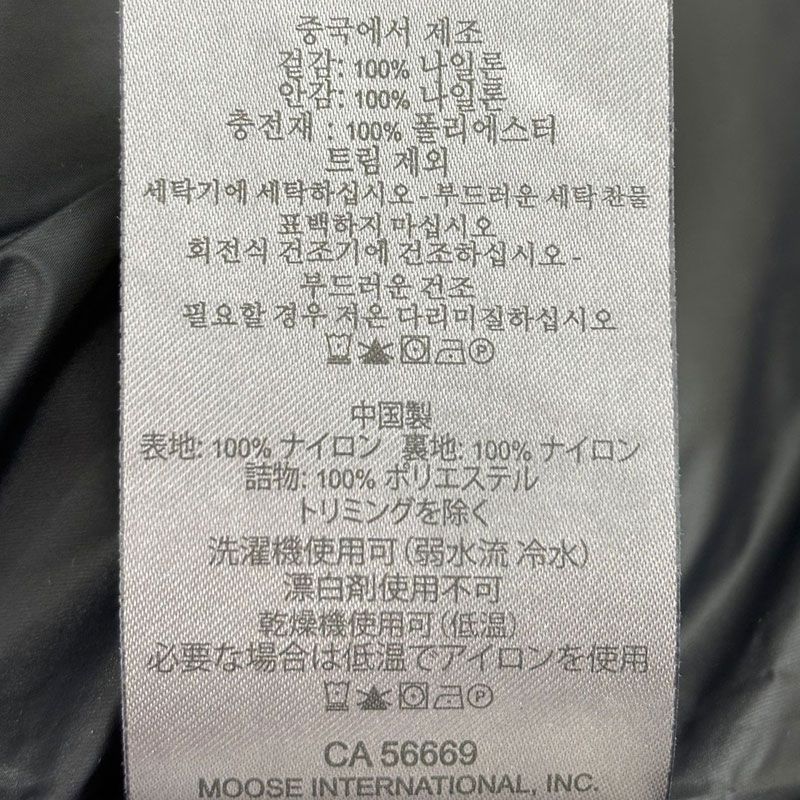 중국에서 제조
겉감: 100% 나일론
안감: 100% 나일론
충전재 : 100% 폴리에스터
트림 제외
세탁기에 세탁하십시오 - 부드러운 세탁 찬물
표백하지 마십시오
회전식 건조기에 건조하십시오 -
부드러운 건조
필요할 경우 저온 다리미질하십시오
P
中国製
表地: 100% ナイロン 裏地: 100% ナイロン
詰物: 100% ポリエステル
トリミングを除く
洗濯機使用可 (弱水流 冷水)
漂白剤使用不可
乾燥機使用可 (低温)
必要な場合は低温でアイロンを使用
P
CA 56669
MOOSE INTERNATIONAL, INC.